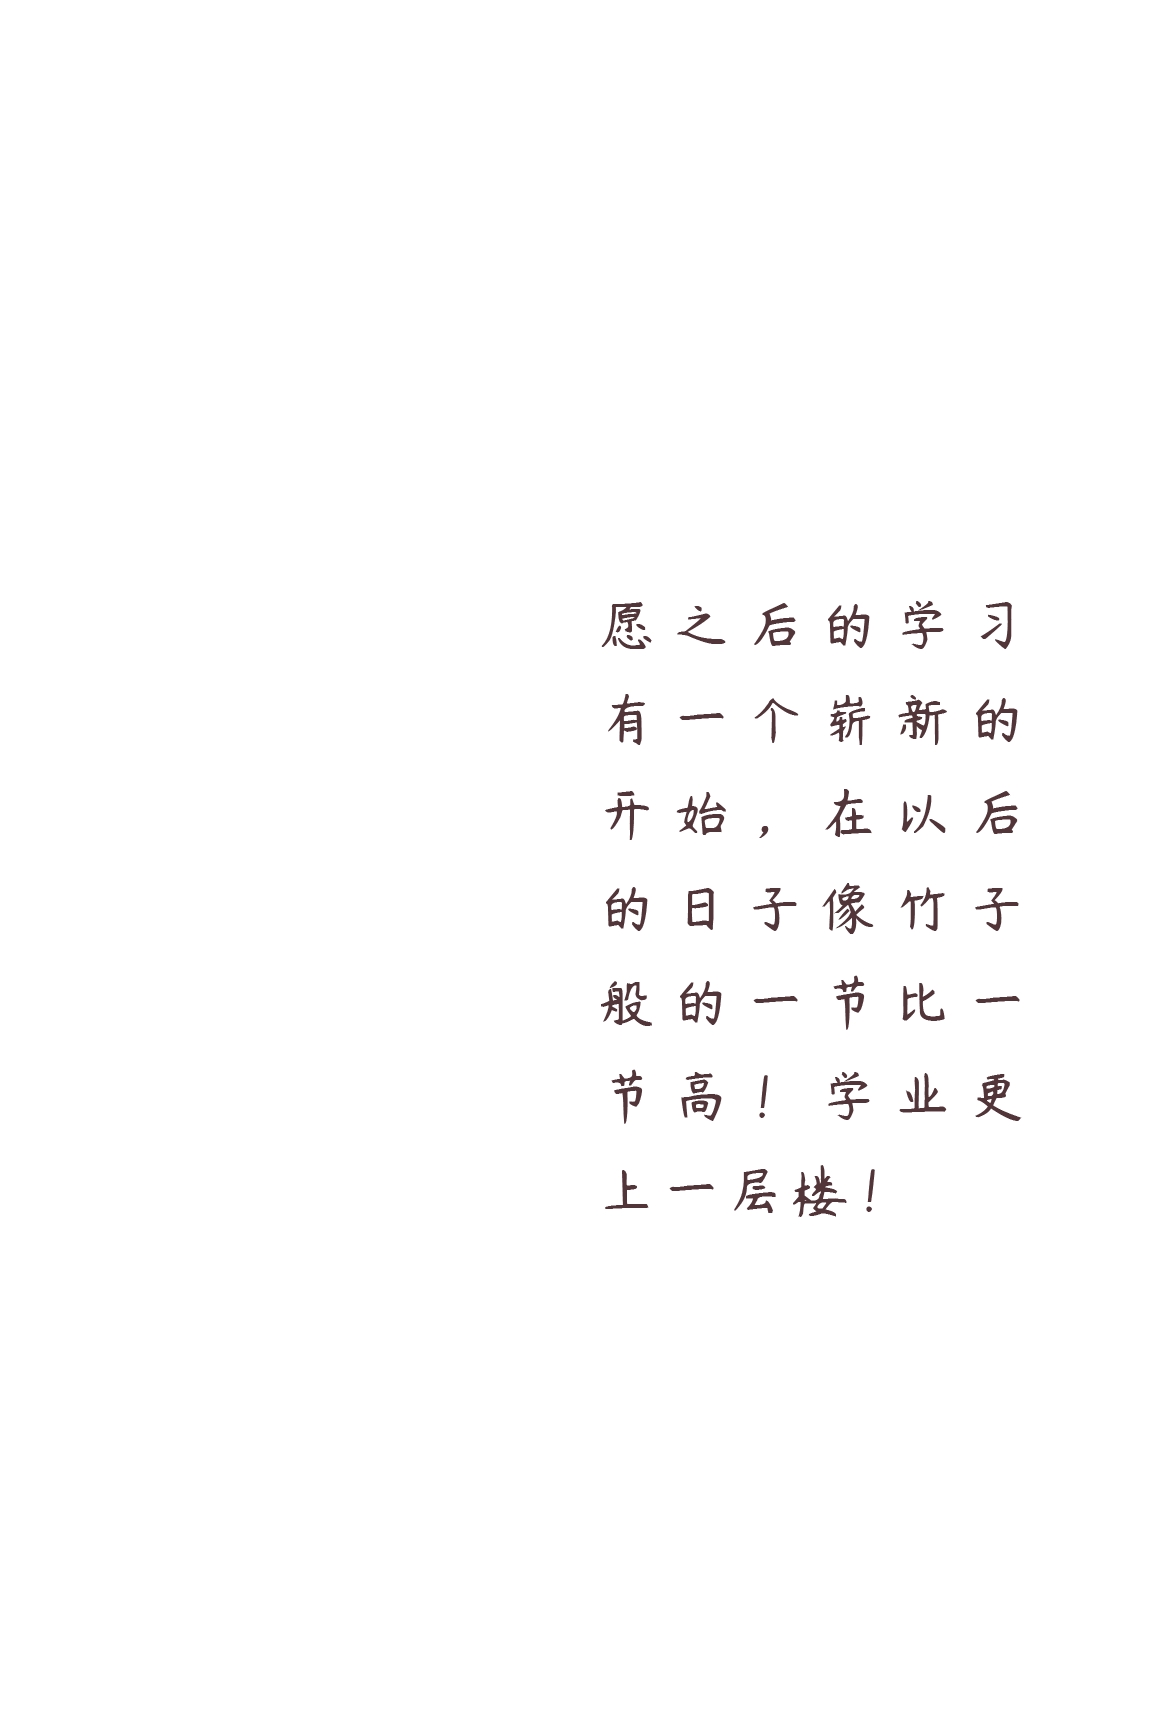 愿之后的学习
有一个崭新的
开始，在以后
的日子像竹子
般的一节比一
节高！学业更
上一层楼！